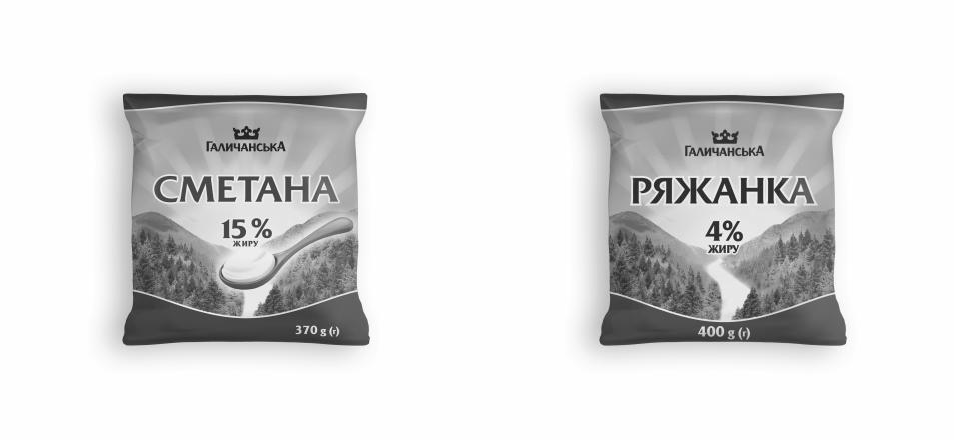 ГАЛИЧАНСЬКА
СМЕТАНА
15 %
ЖИРУ
370 g (г)
ГАЛИЧАНСЬКА
РЯЖАНКА
4%
ЖИРУ
400 g (г)